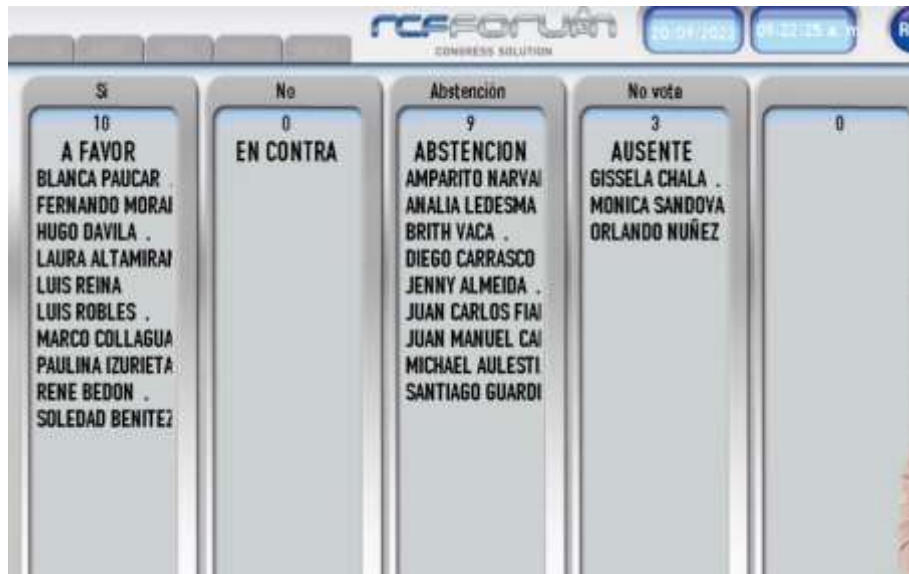 RCF FORUM
CONGRESS SOLUTION
Si
10
A FAVOR
BLANCA PAUCAR .
FERNANDO MORAI
HUGO DAVILA .
LAURA ALTAMIRAN
LUIS REINA
LUIS ROBLES .
MARCO COLLAGUA
PAULINA IZURIETA
RENE BEDON .
SOLEDAD BENITEZ
No
0
EN CONTRA
Abstención
9
ABSTENCION
AMPARITO NARVAI
ANALIA LEDESMA
BRITH VACA .
DIEGO CARRASCO
JENNY ALMEIDA .
JUAN CARLOS FIAI
JUAN MANUEL CAI
MICHAEL AULESTI
SANTIAGO GUARDI
No vote
3
AUSENTE
GISSELA CHALA .
MONICA SANDOVA
ORLANDO NUÑEZ
0